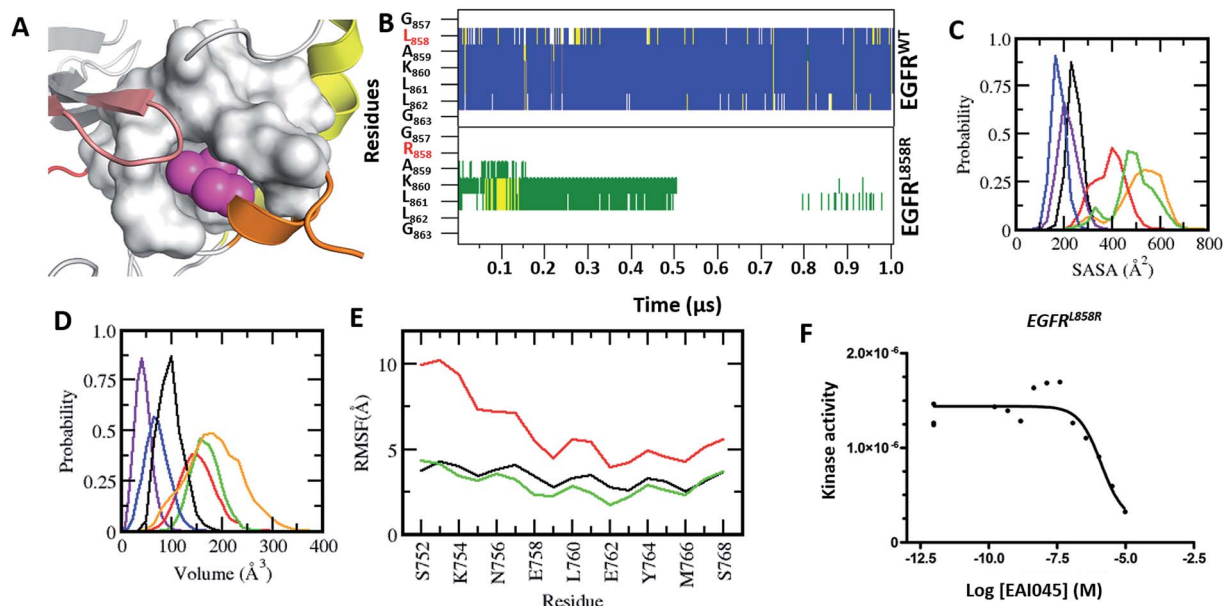 A
B
Residues
G857
L858
A859
K860
L861
L862
G863
EGFRWT
G857
R858
A859
K860
L861
L862
G863
EGFRL858R
0.1 0.2 0.3 0.4 0.5 0.6 0.7 0.8 0.9 1.0
Time (µs)
C
Probability
1.0
0.75
0.5
0.25
0
0 200 400 600 800
SASA (Å2)
D
Probability
1.0
0.75
0.5
0.25
0
0 100 200 300 400
Volume (Å3)
E
RMSF(Å)
10
5
0
S752 K754 N756 E758 L760 E762 Y764 M766 S768
Residue
F
EGFRL858R
Kinase activity
2.0×10-6
1.0×10-6
0
-12.5 -10.0 -7.5 -5.0 -2.5
Log [EAI045] (M)